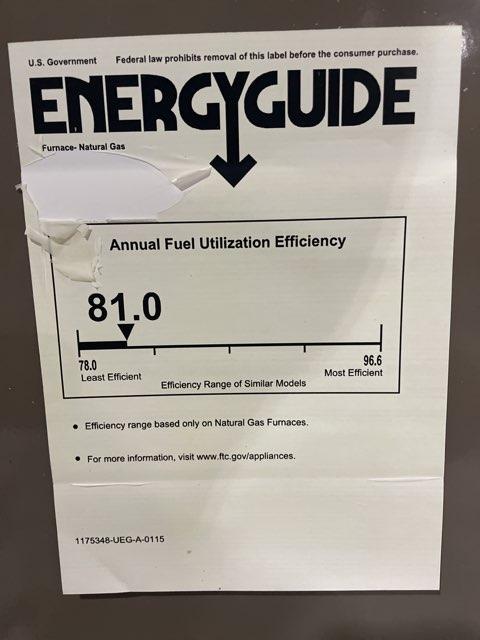 U.S. Government Federal law prohibits removal of this label before the consumer purchase.
ENERGYGUIDE
Furnace- Natural Gas
Annual Fuel Utilization Efficiency
81.0
78.0 96.6
Least Efficient Most Efficient
Efficiency Range of Similar Models
• Efficiency range based only on Natural Gas Furnaces.
• For more information, visit www.ftc.gov/appliances.
1175348-UEG-A-0115